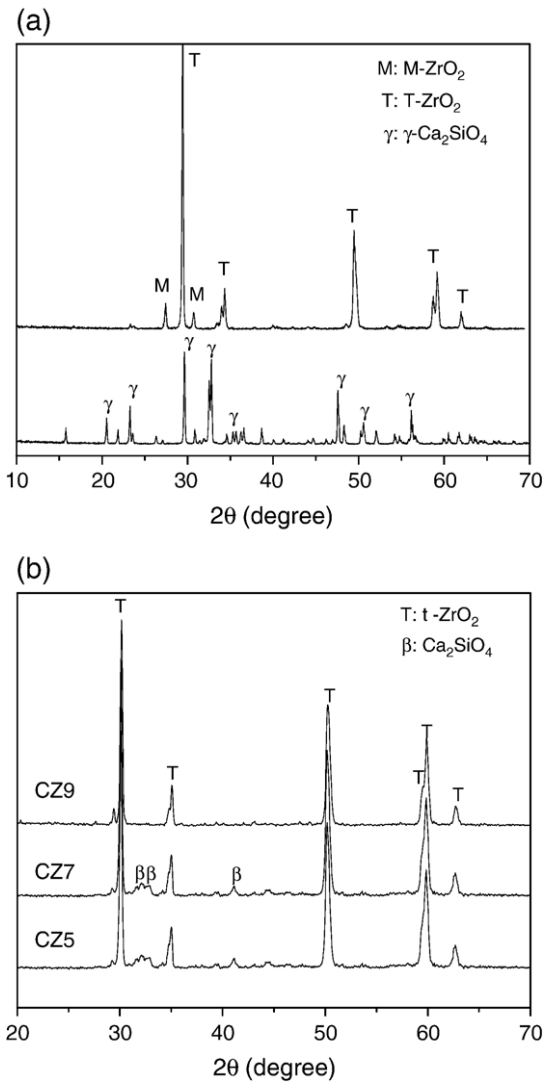 (a)
T
M: M-ZrO₂
T: T-ZrO₂
γ: γ-Ca₂SiO₄
M
M
T
T
T
T
γ
γ
γ
γ
γ
γ
γ
γ
10 20 30 40 50 60 70
2θ (degree)
(b)
T
T: t -ZrO₂
β: Ca₂SiO₄
T
T
T
T
T
CZ9
CZ7
ββ
β
CZ5
20 30 40 50 60 70
2θ (degree)